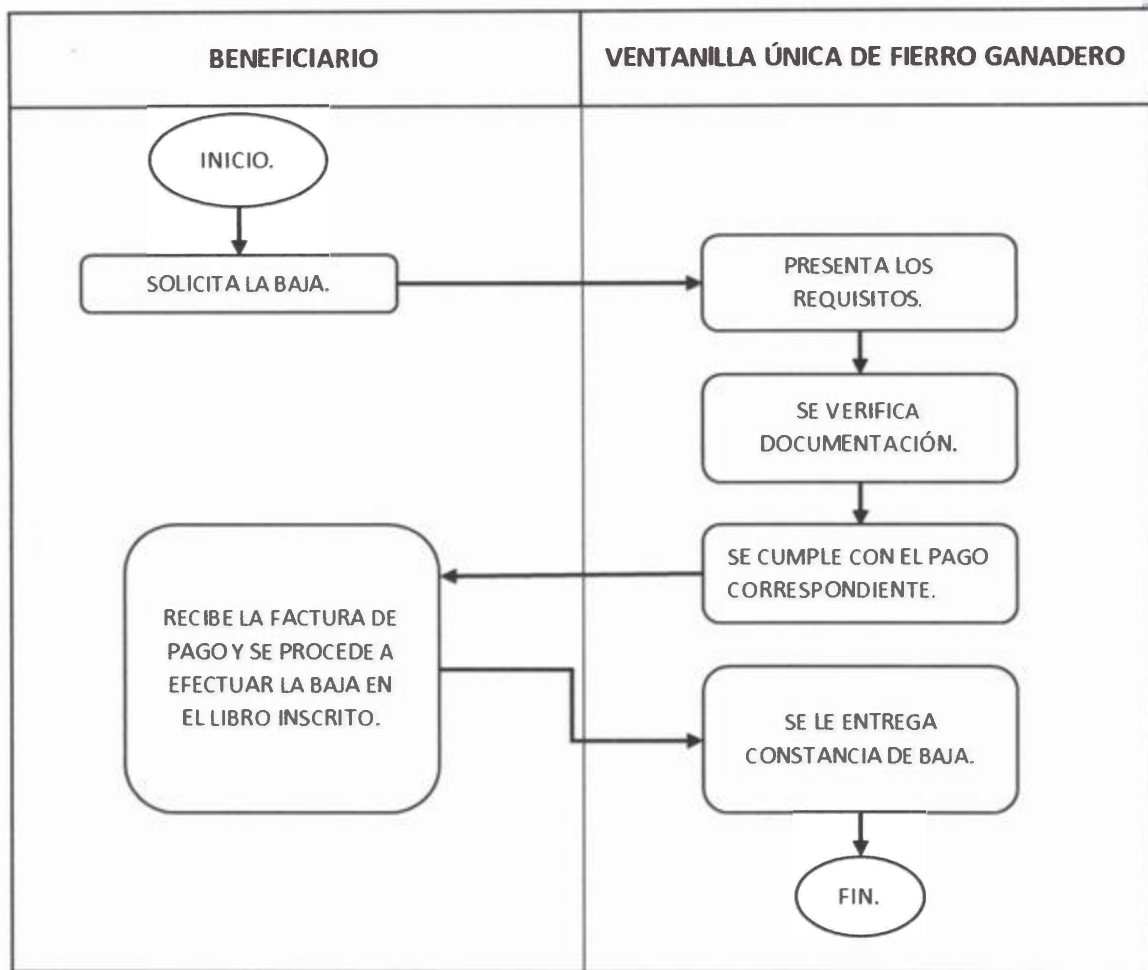 BENEFICIARIO
VENTANILLA ÚNICA DE FIERRO GANADERO
INICIO.
SOLICITA LA BAJA.
PRESENTA LOS
REQUISITOS.
SE VERIFICA
DOCUMENTACIÓN.
SE CUMPLE CON EL PAGO
CORRESPONDIENTE.
RECIBE LA FACTURA DE
PAGO Y SE PROCEDE A
EFECTUAR LA BAJA EN
EL LIBRO INSCRITO.
SE LE ENTREGA
CONSTANCIA DE BAJA.
FIN.